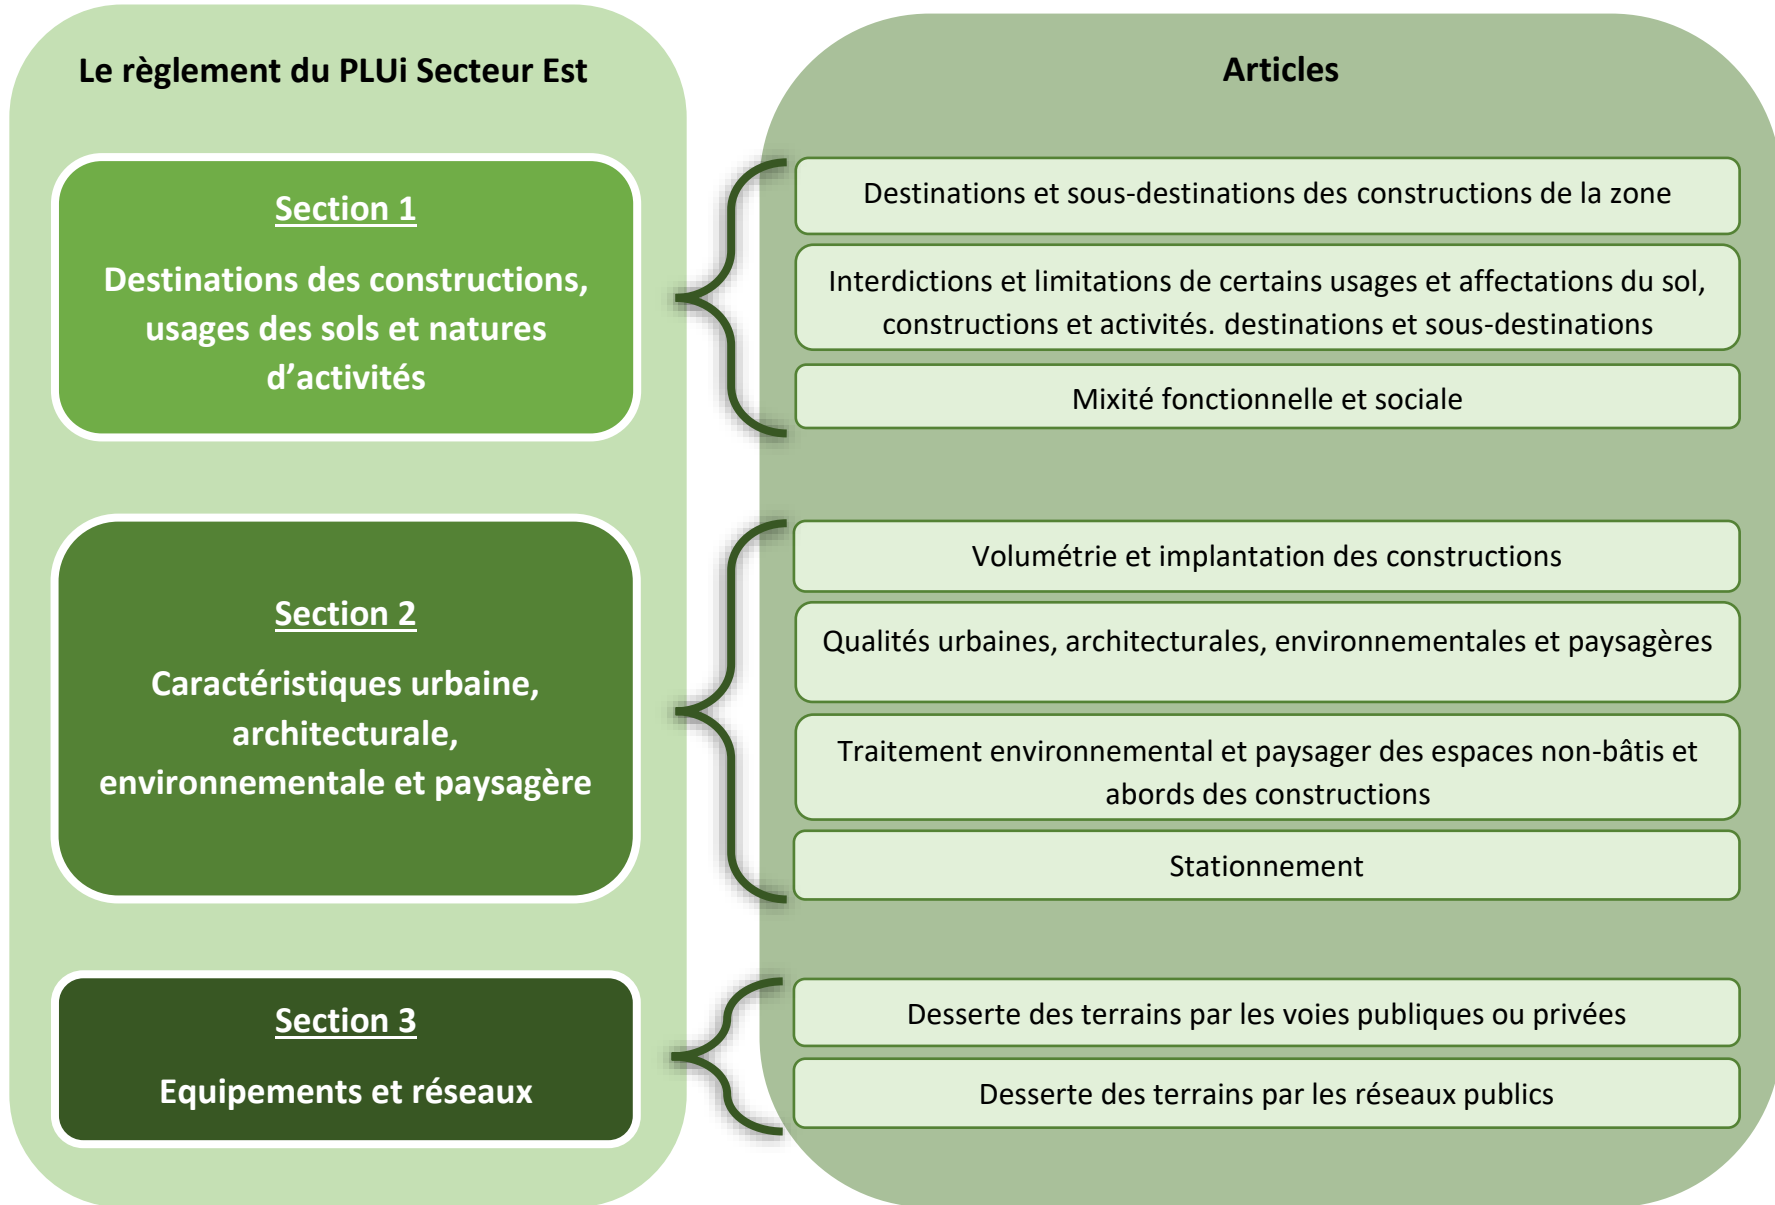 Le règlement du PLUi Secteur Est
Articles
Section 1
Destinations des constructions,
usages des sols et natures
d’activités
Destinations et sous-destinations des constructions de la zone
Interdictions et limitations de certains usages et affectations du sol,
constructions et activités. destinations et sous-destinations
Mixité fonctionnelle et sociale
Section 2
Caractéristiques urbaine,
architecturale,
environnementale et paysagère
Volumétrie et implantation des constructions
Qualités urbaines, architecturales, environnementales et paysagères
Traitement environnemental et paysager des espaces non-bâtis et
abords des constructions
Stationnement
Section 3
Equipements et réseaux
Desserte des terrains par les voies publiques ou privées
Desserte des terrains par les réseaux publics